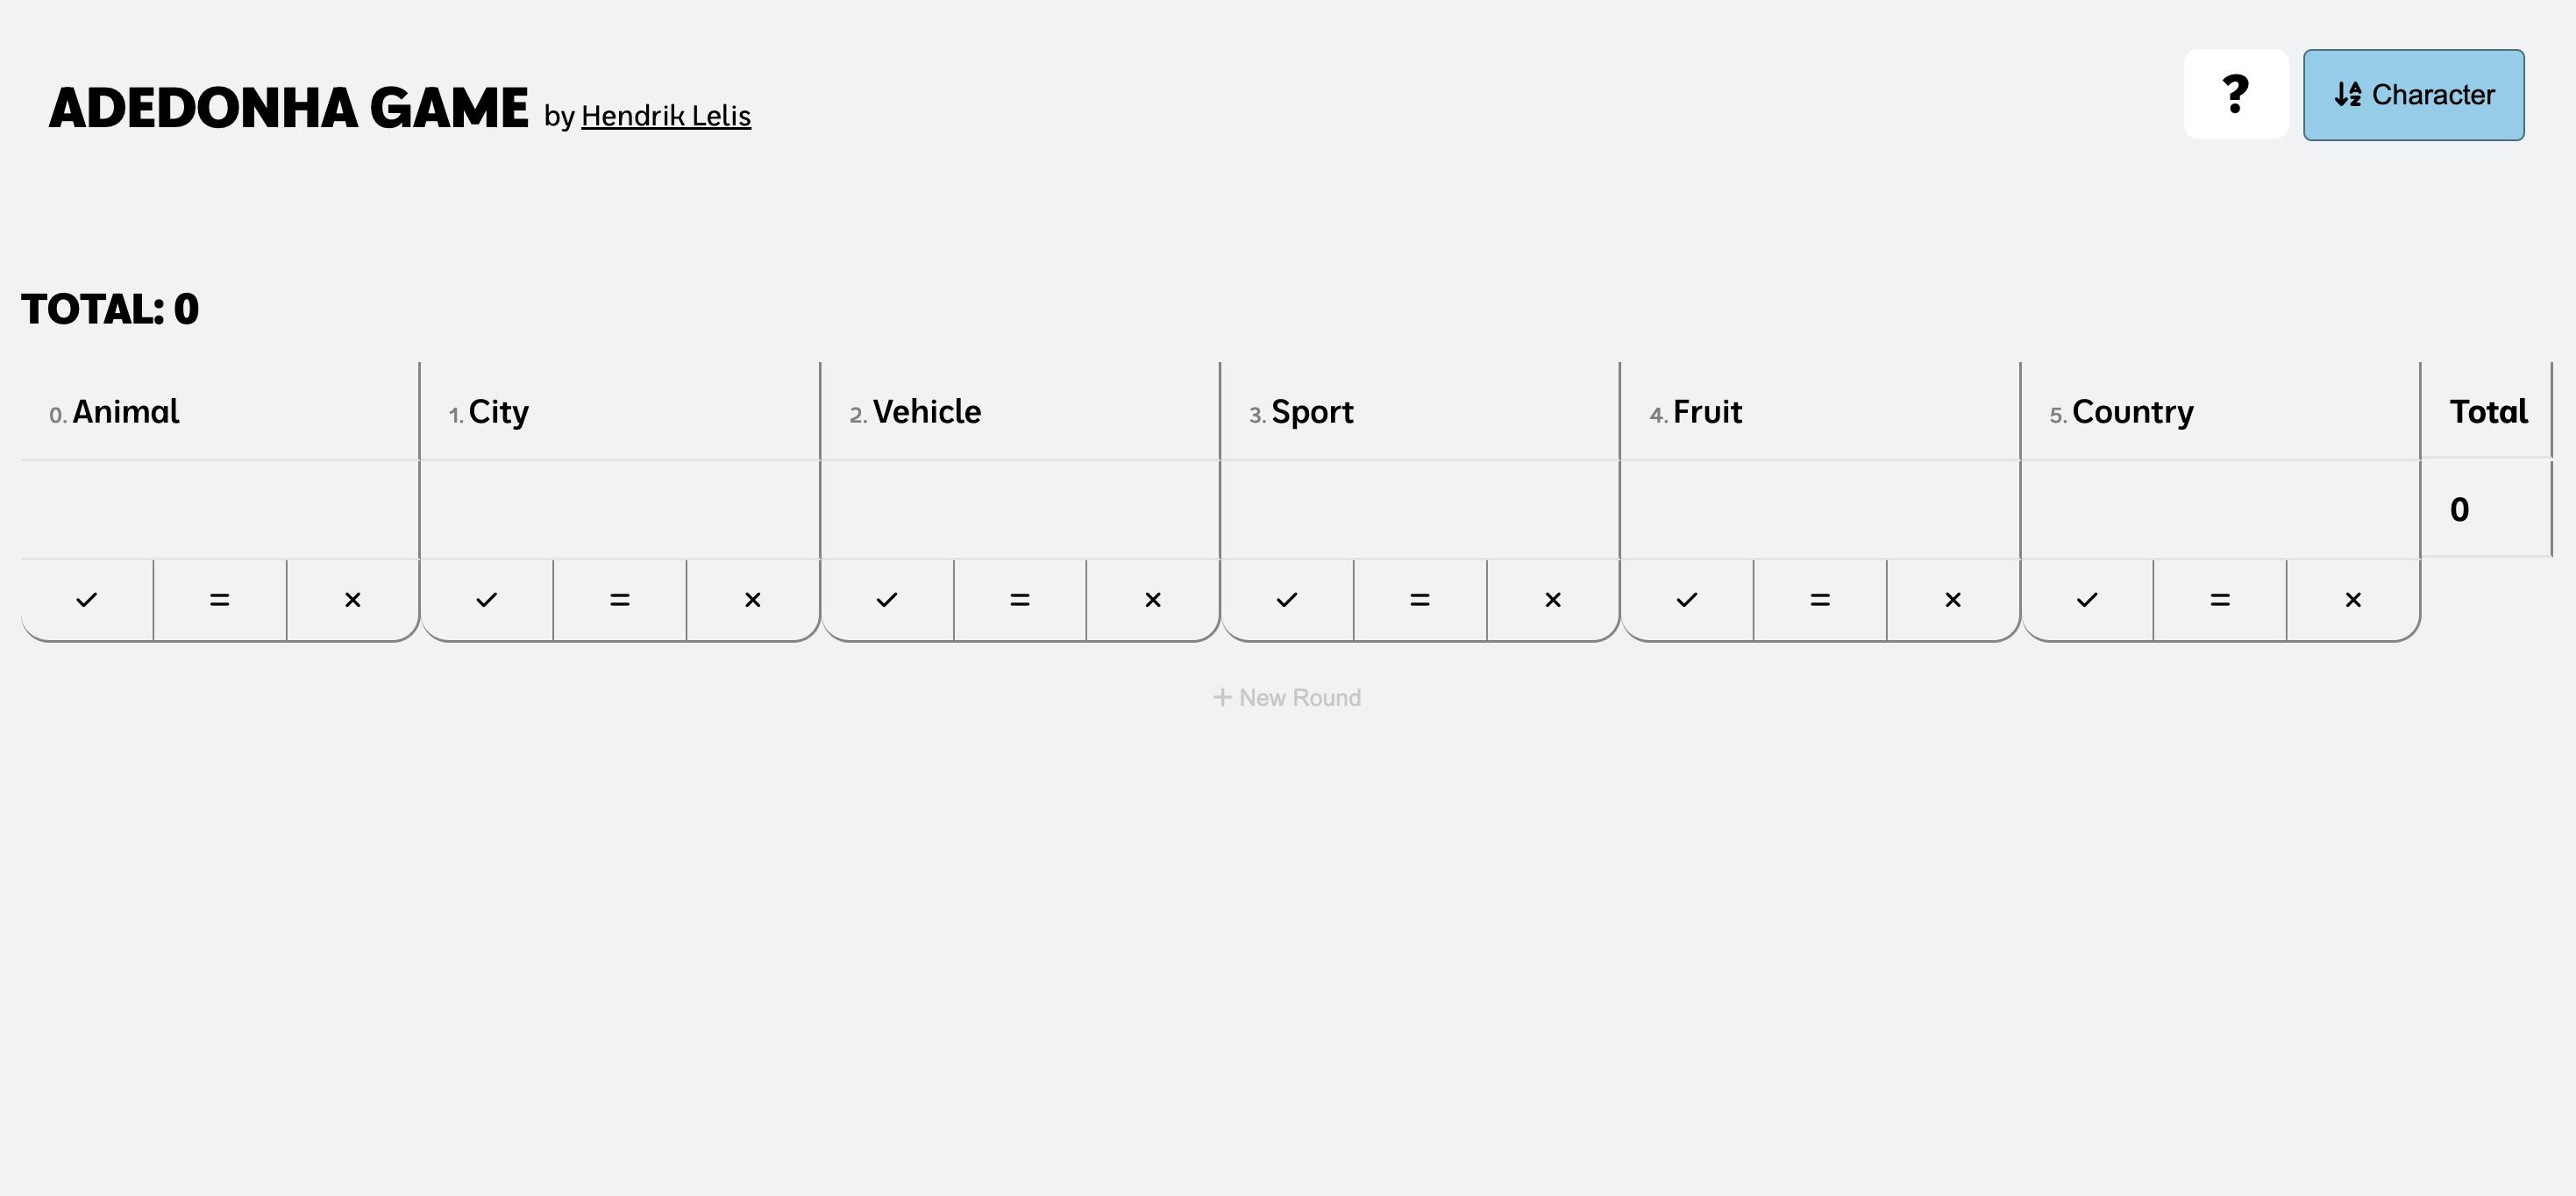 ADEDONHA GAME by Hendrik Lelis
?
Character
TOTAL: 0
0. Animal 1. City 2. Vehicle 3. Sport 4. Fruit 5. Country Total
0
+ New Round